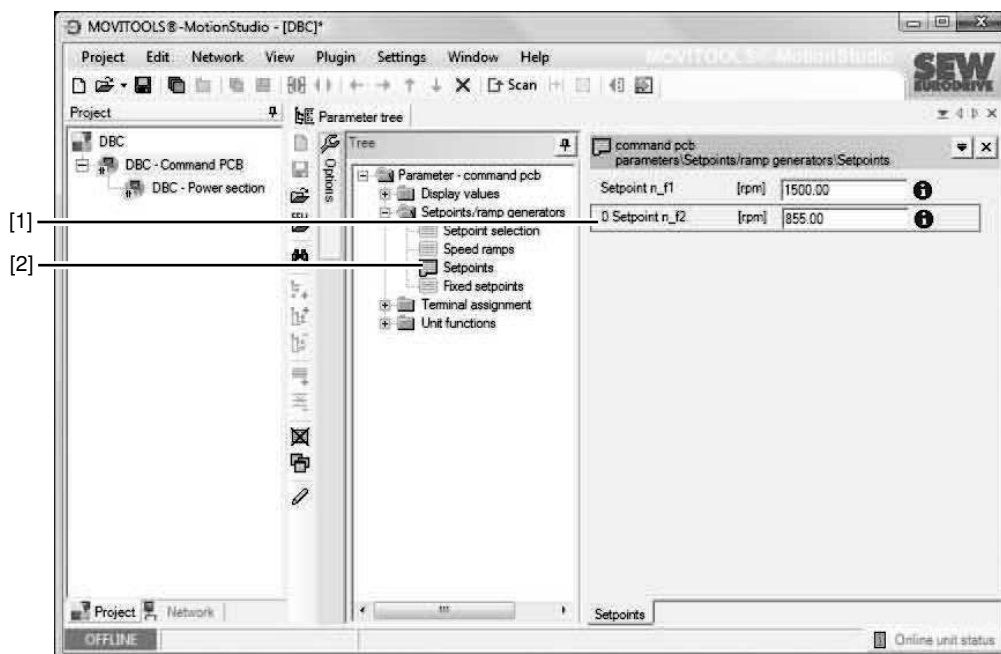 MOVITOOLS®-MotionStudio - [DBC]*
Project Edit Network View Plugin Settings Window Help
MOVITOOLS® MotionStudio
SEW
EURODRIVE
Scan
Project
Parameter tree
DBC
DBC - Command PCB
DBC - Power section
Options
Tree
Parameter - command pcb
Display values
Setpoints/ramp generators
Setpoint selection
Speed ramps
Setpoints
Fixed setpoints
Terminal assignment
Unit functions
command pcb
parameters\Setpoints/ramp generators\Setpoints
Setpoint n_f1 [rpm] 1500.00
[1]
0 Setpoint n_f2 [rpm] 855.00
[2]
Project Network
Setpoints
OFFLINE
Online unit status